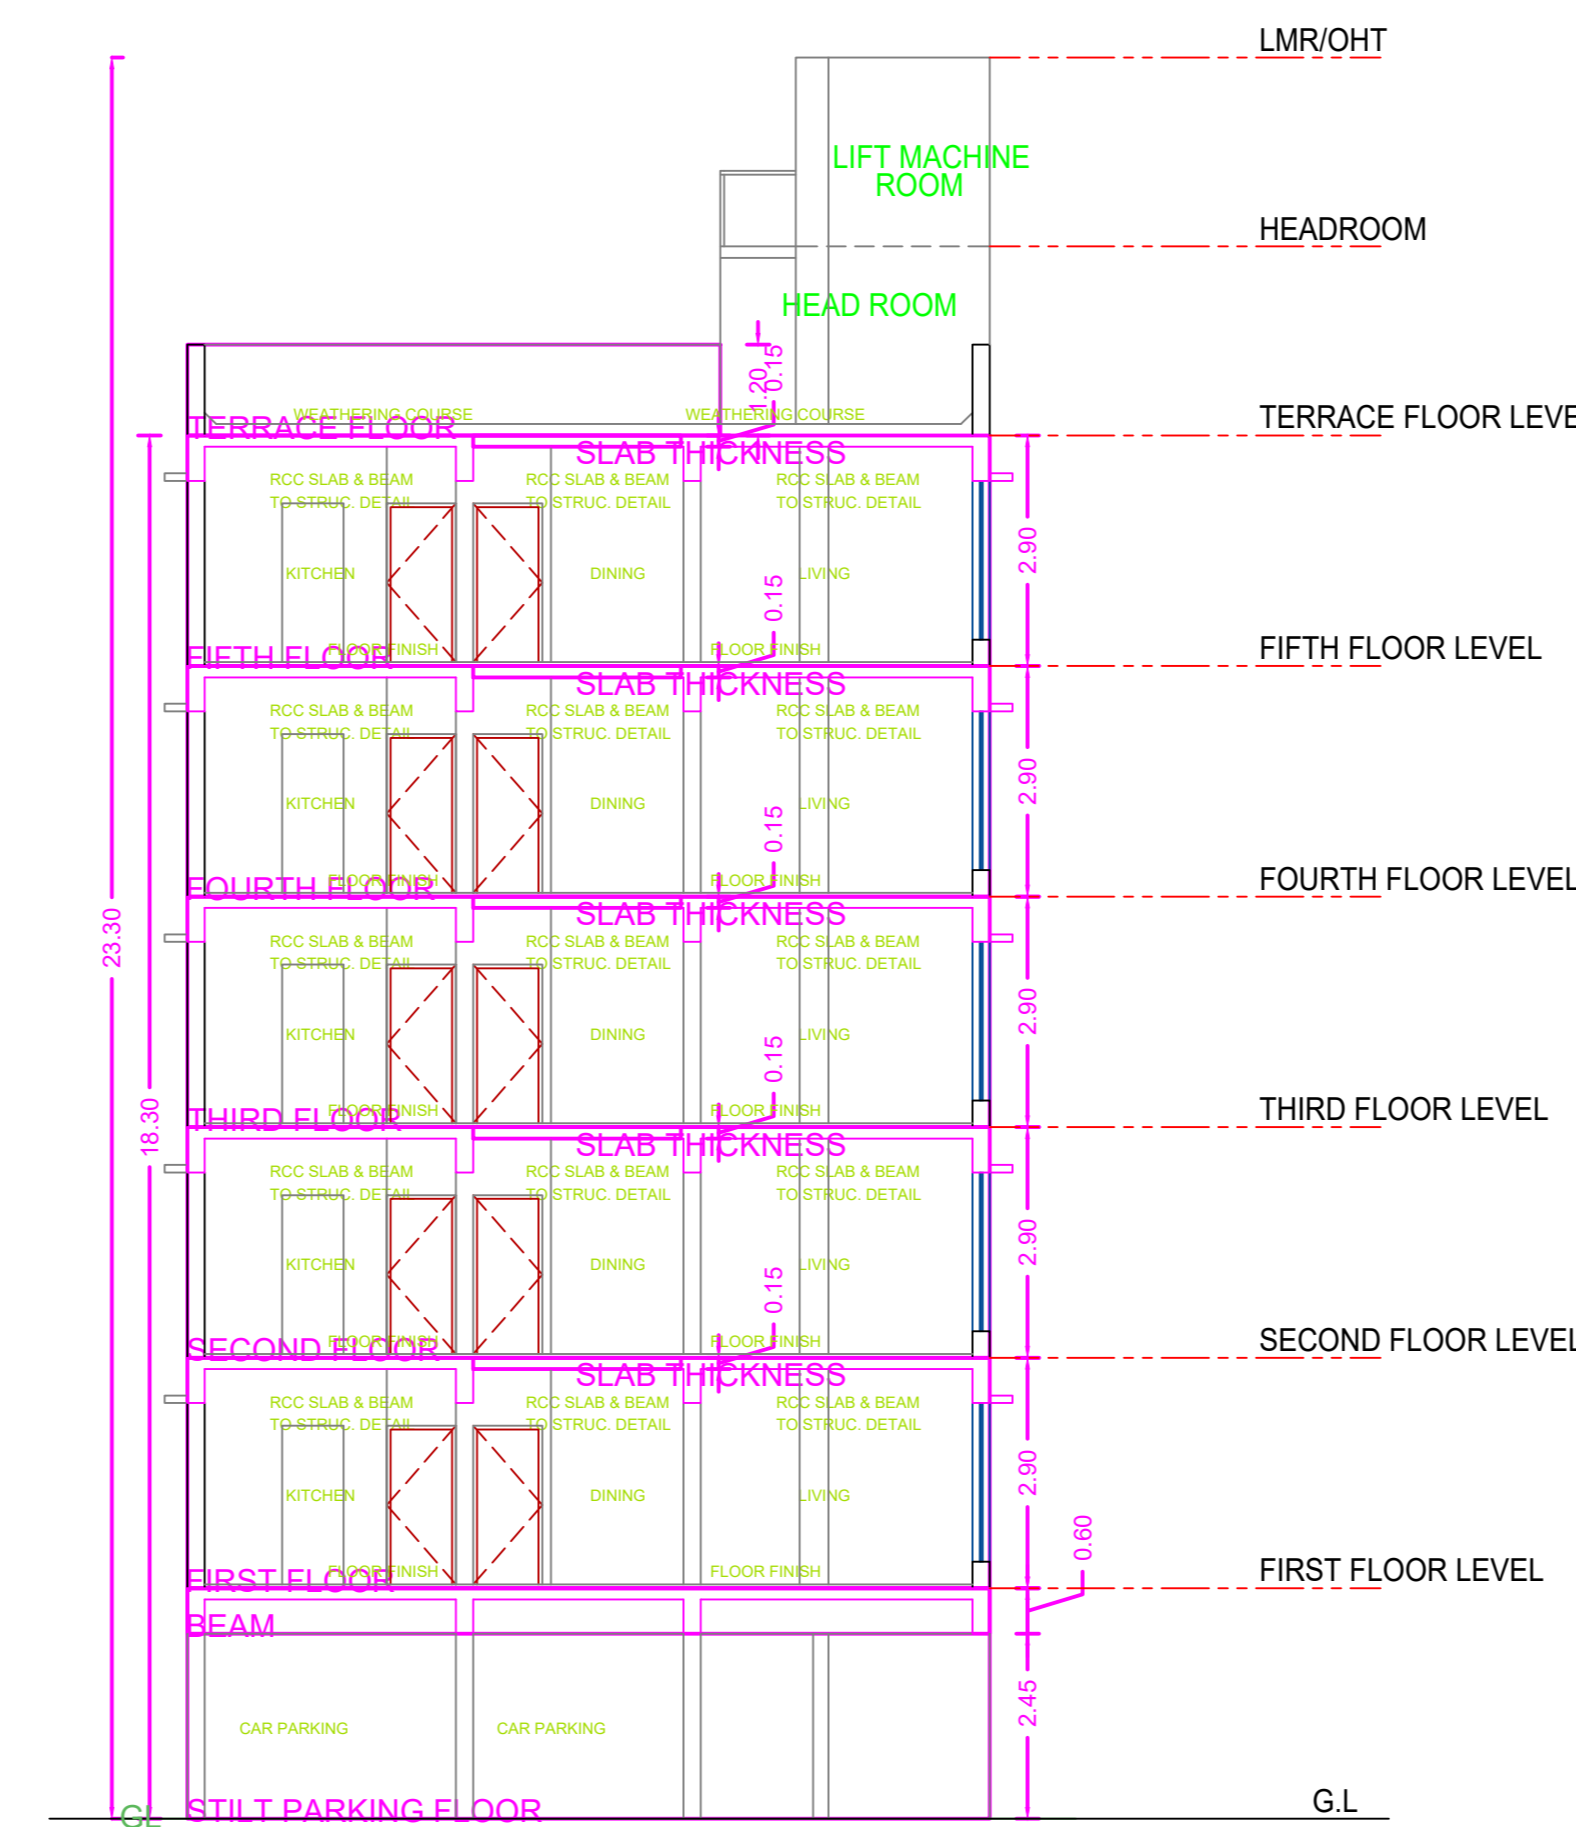 LMR/OHT
LIFT MACHINE
ROOM
HEADROOM
HEAD ROOM
1.20
0.15
WEATHERING COURSE
WEATHERING COURSE
TERRACE FLOOR
TERRACE FLOOR LEVE
SLAB THICKNESS
RCC SLAB & BEAM
TO STRUC. DETAIL
RCC SLAB & BEAM
TO STRUC. DETAIL
RCC SLAB & BEAM
TO STRUC. DETAIL
2.90
KITCHEN
DINING
LIVING
0.15
FLOOR FINISH
FLOOR FINISH
FIFTH FLOOR
FIFTH FLOOR LEVEL
SLAB THICKNESS
RCC SLAB & BEAM
TO STRUC. DETAIL
RCC SLAB & BEAM
TO STRUC. DETAIL
RCC SLAB & BEAM
TO STRUC. DETAIL
2.90
KITCHEN
DINING
LIVING
0.15
FLOOR FINISH
FLOOR FINISH
FOURTH FLOOR
FOURTH FLOOR LEVEL
SLAB THICKNESS
23.30
RCC SLAB & BEAM
TO STRUC. DETAIL
RCC SLAB & BEAM
TO STRUC. DETAIL
RCC SLAB & BEAM
TO STRUC. DETAIL
2.90
KITCHEN
DINING
LIVING
0.15
FLOOR FINISH
FLOOR FINISH
THIRD FLOOR
THIRD FLOOR LEVEL
18.30
SLAB THICKNESS
RCC SLAB & BEAM
TO STRUC. DETAIL
RCC SLAB & BEAM
TO STRUC. DETAIL
RCC SLAB & BEAM
TO STRUC. DETAIL
2.90
KITCHEN
DINING
LIVING
0.15
FLOOR FINISH
FLOOR FINISH
SECOND FLOOR
SECOND FLOOR LEVEL
SLAB THICKNESS
RCC SLAB & BEAM
TO STRUC. DETAIL
RCC SLAB & BEAM
TO STRUC. DETAIL
RCC SLAB & BEAM
TO STRUC. DETAIL
2.90
KITCHEN
DINING
LIVING
0.60
FLOOR FINISH
FLOOR FINISH
FIRST FLOOR
FIRST FLOOR LEVEL
BEAM
2.45
CAR PARKING
CAR PARKING
GL
STILT PARKING FLOOR
G.L